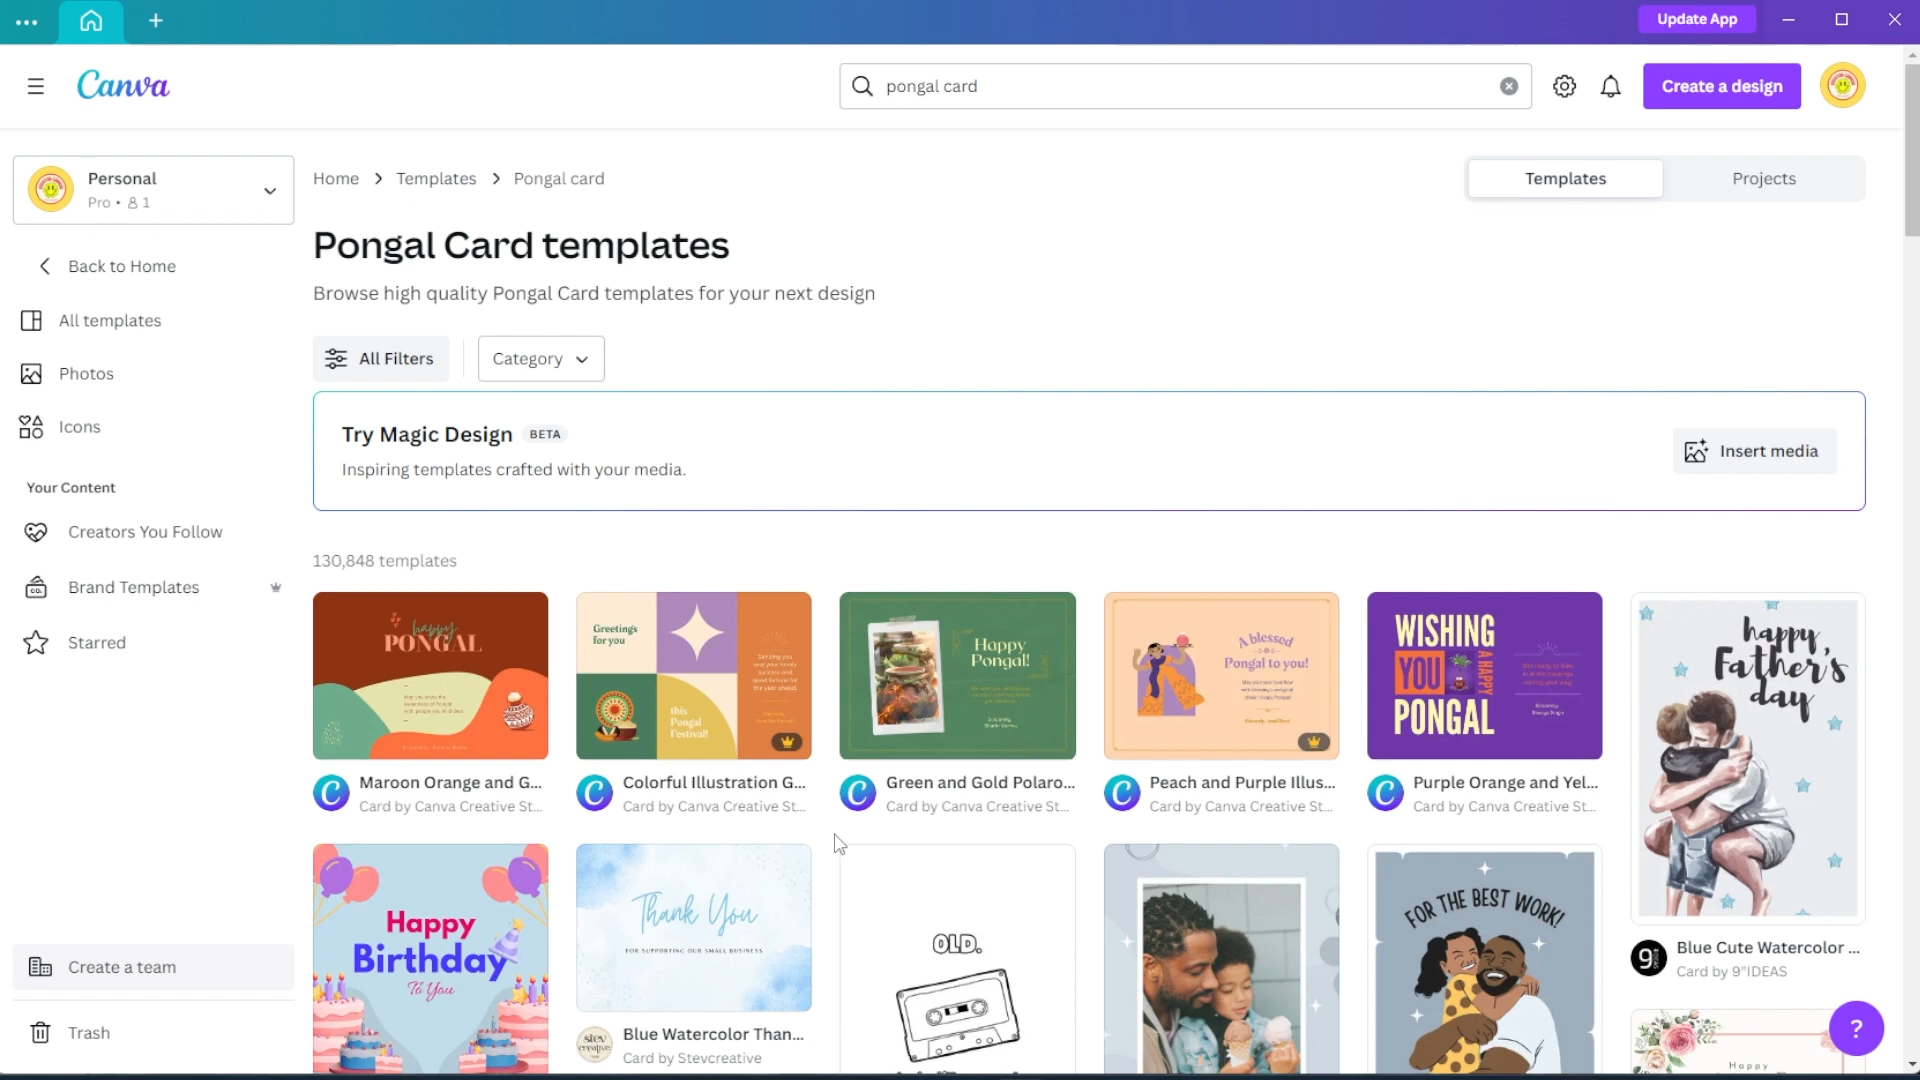 Update App
Canva
pongal card
Create a design
Personal
Pro • 1
Home > Templates > Pongal card
Templates
Projects
Back to Home
All templates
Photos
Icons
Your Content
Creators You Follow
Brand Templates
Starred
Create a team
Trash
Pongal Card templates
Browse high quality Pongal Card templates for your next design
All Filters
Category
Try Magic Design BETA
Inspiring templates crafted with your media.
Insert media
130,848 templates
happy
PONGAL
Maroon Orange and G...
Card by Canva Creative St...
Greetings
for you
this
Pongal
Festival!
Colorful Illustration G...
Card by Canva Creative St...
Happy
Pongal!
Green and Gold Polaro...
Card by Canva Creative St...
A blessed
Pongal to you!
Peach and Purple Illus...
Card by Canva Creative St...
WISHING
YOU
A HAPPY
PONGAL
Purple Orange and Yel...
Card by Canva Creative St...
happy
Father's
day
Blue Cute Watercolor ...
Card by 9"IDEAS
Happy
Birthday
To You
Thank You
FOR SUPPORTING OUR SMALL BUSINESS
Blue Watercolor Than...
Card by Stevcreative
OLD.
FOR THE BEST WORK!
Happy
?